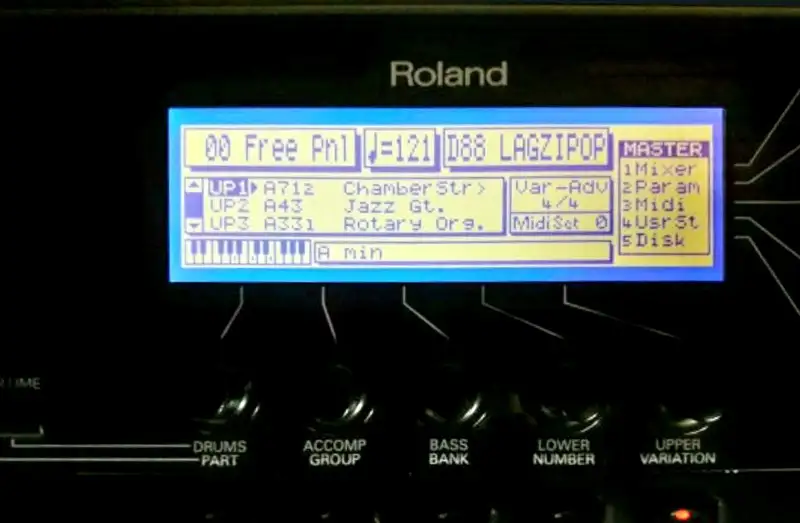 Roland
00 Free Pnl ♩=121 D88 LAGZIPOP
MASTER
1Mixer
2Param
3Midi
4UsrSt
5Disk
UP1 A712 ChamberStr>
UP2 A43 Jazz Gt.
UP3 A331 Rotary Org.
Var-Adv
4/4
MidiSet 0
A min
DRUMS
PART
ACCOMP
GROUP
BASS
BANK
LOWER
NUMBER
UPPER
VARIATION